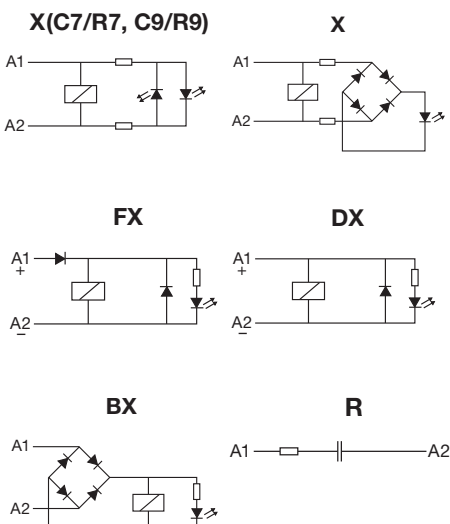 X(C7/R7, C9/R9)
X
A1
A2
A1
A2
FX
DX
A1
+
A2
−
A1
+
A2
−
BX
R
A1
A2
A1
A2